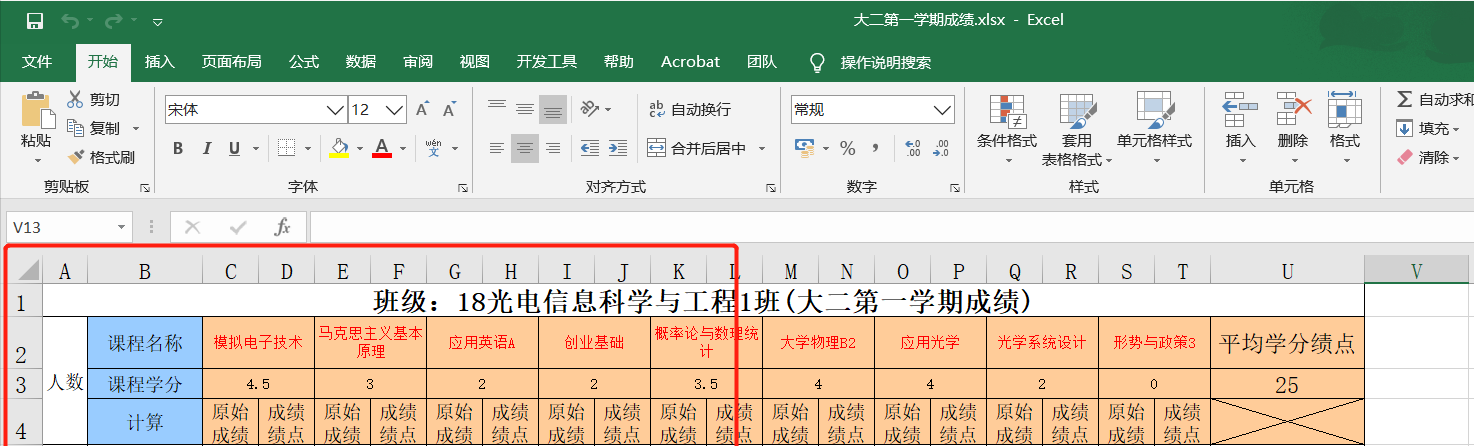 大二第一学期成绩.xlsx - Excel
文件 开始 插入 页面布局 公式 数据 审阅 视图 开发工具 帮助 Acrobat 团队 操作说明搜索
粘贴 剪切 复制 格式刷 剪贴板
宋体 12 A A
B I U A wén 文
字体
ab 自动换行
合并后居中
对齐方式
常规
% , .0 .00 .00 .0
数字
条件格式 套用 表格格式 单元格样式
样式
插入 删除 格式
单元格
Σ 自动求和
填充
清除
V13 fx
A B C D E F G H I J K L M N O P Q R S T U V
1 班级：18光电信息科学与工程1班(大二第一学期成绩)
2 人数 课程名称 模拟电子技术 马克思主义基本原理 应用英语A 创业基础 概率论与数理统计 大学物理B2 应用光学 光学系统设计 形势与政策3 平均学分绩点
3 课程学分 4.5 3 2 2 3.5 4 4 2 0 25
4 计算 原始成绩 成绩绩点 原始成绩 成绩绩点 原始成绩 成绩绩点 原始成绩 成绩绩点 原始成绩 成绩绩点 原始成绩 成绩绩点 原始成绩 成绩绩点 原始成绩 成绩绩点 原始成绩 成绩绩点